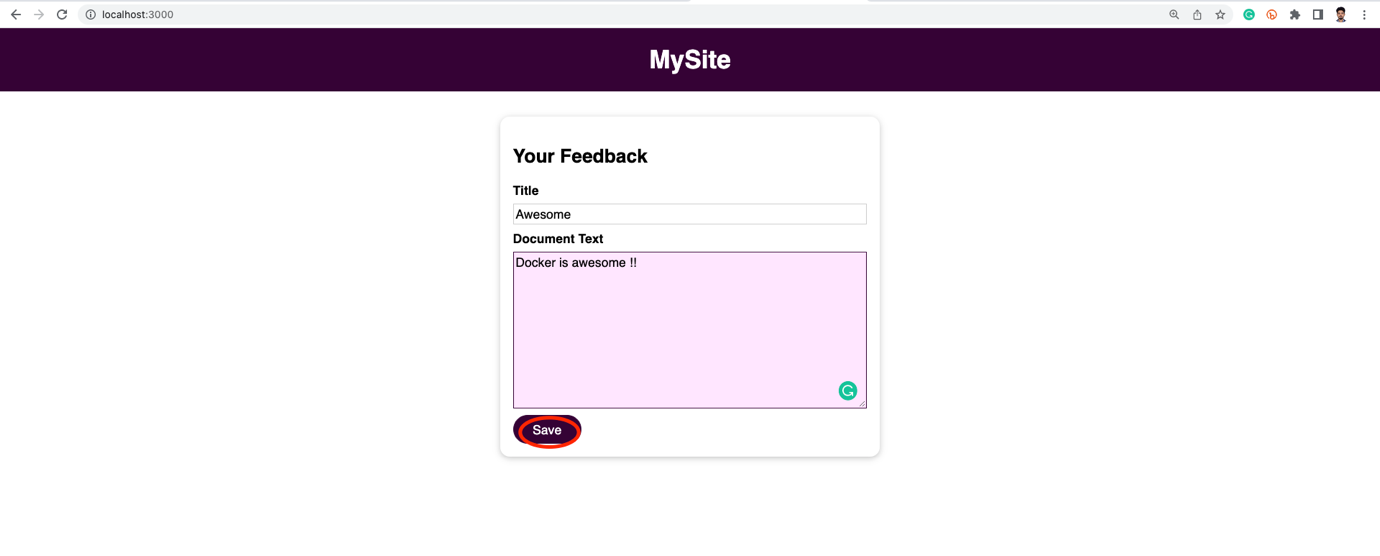 localhost:3000
MySite
Your Feedback
Title
Awesome
Document Text
Docker is awesome !!
Save